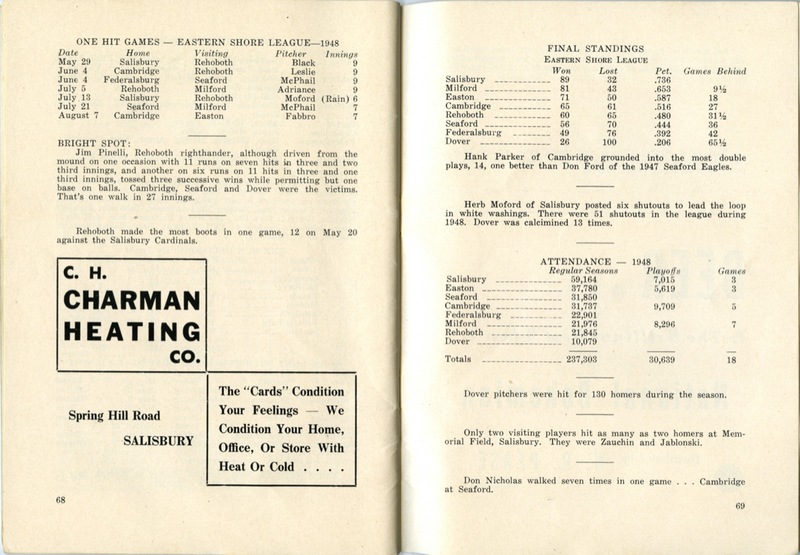 ONE HIT GAMES — EASTERN SHORE LEAGUE—1948
Date Home Visiting Pitcher Innings
May 29 Salisbury Rehoboth Black 9
June 4 Cambridge Rehoboth Leslie 9
June 4 Federalsburg Seaford McPhail 9
July 5 Rehoboth Milford Adriance 9
July 13 Salisbury Rehoboth Moford (Rain) 6
July 21 Seaford Milford McPhail 7
August 7 Cambridge Easton Fabbro 7
BRIGHT SPOT:
Jim Pinelli, Rehoboth righthander, although driven from the
mound on one occasion with 11 runs on seven hits in three and two
third innings, and another on six runs on 11 hits in three and one
third innings, tossed three successive wins while permitting but one
base on balls. Cambridge, Seaford and Dover were the victims.
That's one walk in 27 innings.
Rehoboth made the most boots in one game, 12 on May 20
against the Salisbury Cardinals.
C. H.
CHARMAN
HEATING
CO.
Spring Hill Road
SALISBURY
The "Cards" Condition
Your Feelings — We
Condition Your Home,
Office, Or Store With
Heat Or Cold . . . .
68
FINAL STANDINGS
EASTERN SHORE LEAGUE
Won Lost Pct. Games Behind
Salisbury 89 32 .736
Milford 81 43 .653 9½
Easton 71 50 .587 18
Cambridge 65 61 .516 27
Rehoboth 60 65 .480 31½
Seaford 56 70 .444 36
Federalsburg 49 76 .392 42
Dover 26 100 .206 65½
Hank Parker of Cambridge grounded into the most double
plays, 14, one better than Don Ford of the 1947 Seaford Eagles.
Herb Moford of Salisbury posted six shutouts to lead the loop
in white washings. There were 51 shutouts in the league during
1948. Dover was calcimined 13 times.
ATTENDANCE — 1948
Regular Seasons Playoffs Games
Salisbury 59,164 7,015 3
Easton 37,780 5,619 3
Seaford 31,850
Cambridge 31,737 9,709 5
Federalsburg 22,901
Milford 21,976 8,296 7
Rehoboth 21,845
Dover 10,079
Totals 237,303 30,639 18
Dover pitchers were hit for 130 homers during the season.
Only two visiting players hit as many as two homers at Mem-
orial Field, Salisbury. They were Zauchin and Jablonski.
Don Nicholas walked seven times in one game . . . Cambridge
at Seaford.
69